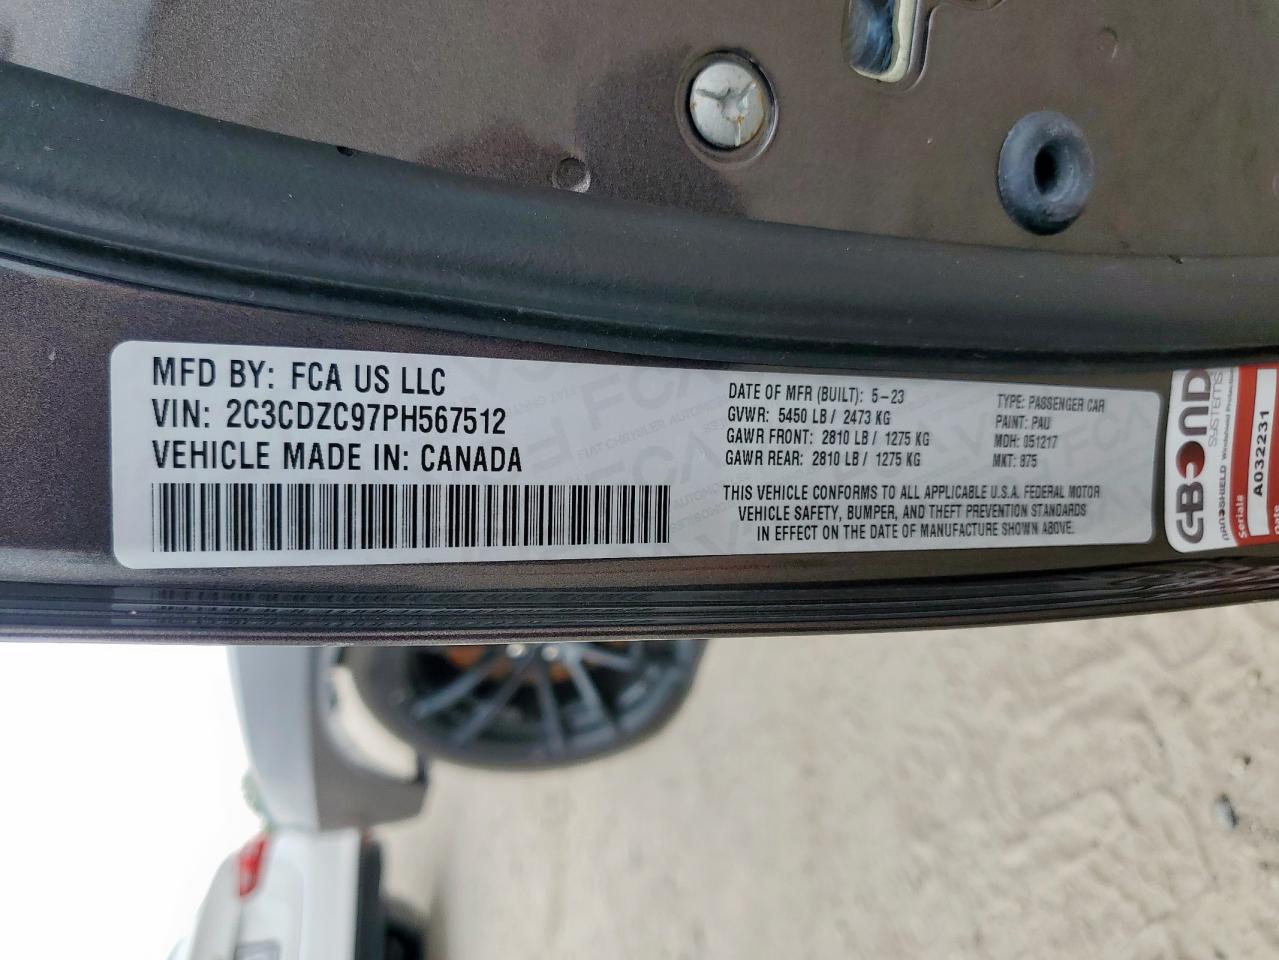 MFD BY: FCA US LLC
VIN: 2C3CDZC97PH567512
VEHICLE MADE IN: CANADA
DATE OF MFR (BUILT): 5-23
GVWR: 5450 LB / 2473 KG
GAWR FRONT: 2810 LB / 1275 KG
GAWR REAR: 2810 LB / 1275 KG
TYPE: PASSENGER CAR
PAINT: PAU
MDH: 051217
MKT: 875
THIS VEHICLE CONFORMS TO ALL APPLICABLE U.S.A. FEDERAL MOTOR
VEHICLE SAFETY, BUMPER, AND THEFT PREVENTION STANDARDS
IN EFFECT ON THE DATE OF MANUFACTURE SHOWN ABOVE.
C-BOND
SYSTEMS
Serial#
A032231